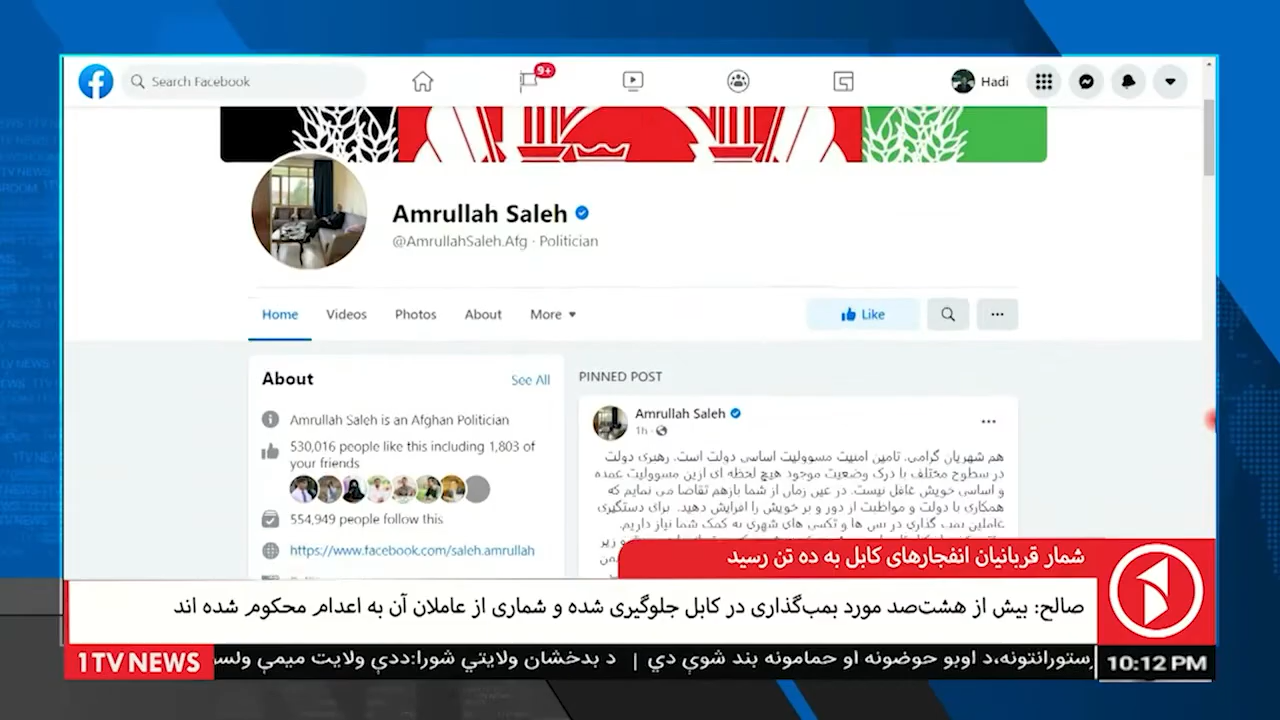 Search Facebook
9+
Hadi
Amrullah Saleh
@AmrullahSaleh.Afg · Politician
Home Videos Photos About More
Like
About See All
Amrullah Saleh is an Afghan Politician
530,016 people like this including 1,803 of
your friends
554,949 people follow this
https://www.facebook.com/saleh.amrullah
PINNED POST
Amrullah Saleh
1h
هم شهریان گرامی. تامین امنیت مسوولیت اساسی دولت است. رهبری دولت
در سطوح مختلف با درک وضعیت موجود هیچ لحظه ای ازین مسوولیت عمده
و اساسی خویش غافل نیست. در عین زمان از شما بازهم تقاضا می نمایم که
همکاری با دولت و مواظبت از دور و بر خویش را افزایش دهید. برای دستگیری
عاملین بمب گذاری در بس ها و تکسی های شهری به کمک شما نیاز داریم.
شمار قربانیان انفجارهای کابل به ده تن رسید
صالح: بیش از هشت‌صد مورد بمب‌گذاری در کابل جلوگیری شده و شماری از عاملان آن به اعدام محکوم شده اند
1TV NEWS
رستورانتونه،د اوبو حوضونه او حمامونه بند شوې دي | د بدخشان ولایتي شورا:ددې ولایت میمې ولسو
10:12 PM